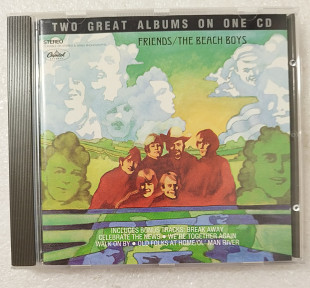 TWO GREAT ALBUMS ON ONE CD
STEREO
FRIENDS/THE BEACH BOYS
Capitol
INCLUDES BONUS TRACKS: BREAK AWAY
CELEBRATE THE NEWS • WE'RE TOGETHER AGAIN
WALK ON BY • OLD FOLKS AT HOME/OL' MAN RIVER